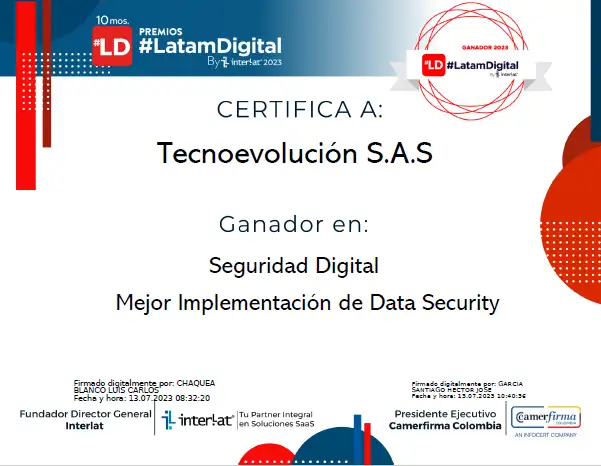 10mos.
PREMIOS
#LD #LatamDigital
By interlat® 2023
GANADOR 2023
#LD #LatamDigital
By interlat®
CERTIFICA A:
Tecnoevolución S.A.S
Ganador en:
Seguridad Digital
Mejor Implementación de Data Security
Firmado digitalmente por: CHAQUEA
BLANCO LUIS CARLOS
Fecha y hora: 13.07.2023 08:32:20
Fundador Director General
Interlat
interlat®
Tu Partner Integral
en Soluciones SaaS
Firmado digitalmente por: GARCIA
SANTIAGO HECTOR JOSE
Fecha y hora: 13.07.2023 10:40:36
Presidente Ejecutivo
Camerfirma Colombia
Camerfirma
COLOMBIA
AN INFOCERT COMPANY